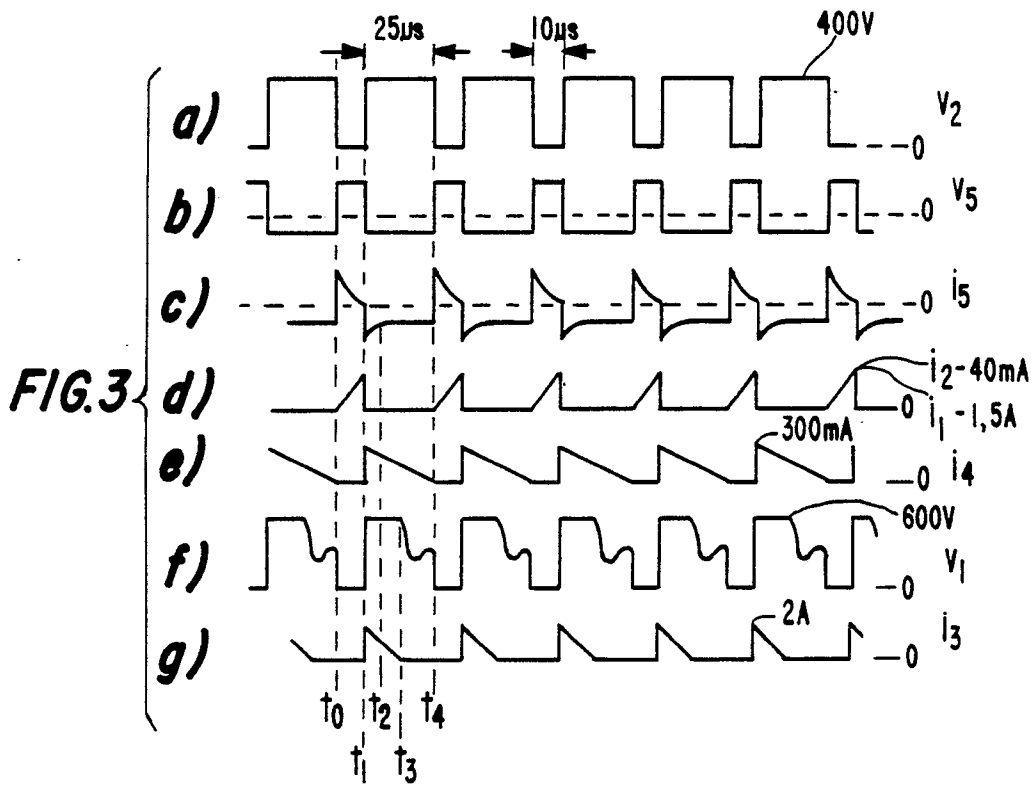 25µs
10µs
400V
a)
V2
0
b)
0
V5
c)
0
i5
FIG.3
d)
i2-40mA
0
i1-1,5A
e)
300mA
0
i4
600V
f)
V1
0
g)
2A
i3
0
t0
t2
t4
t1
t3